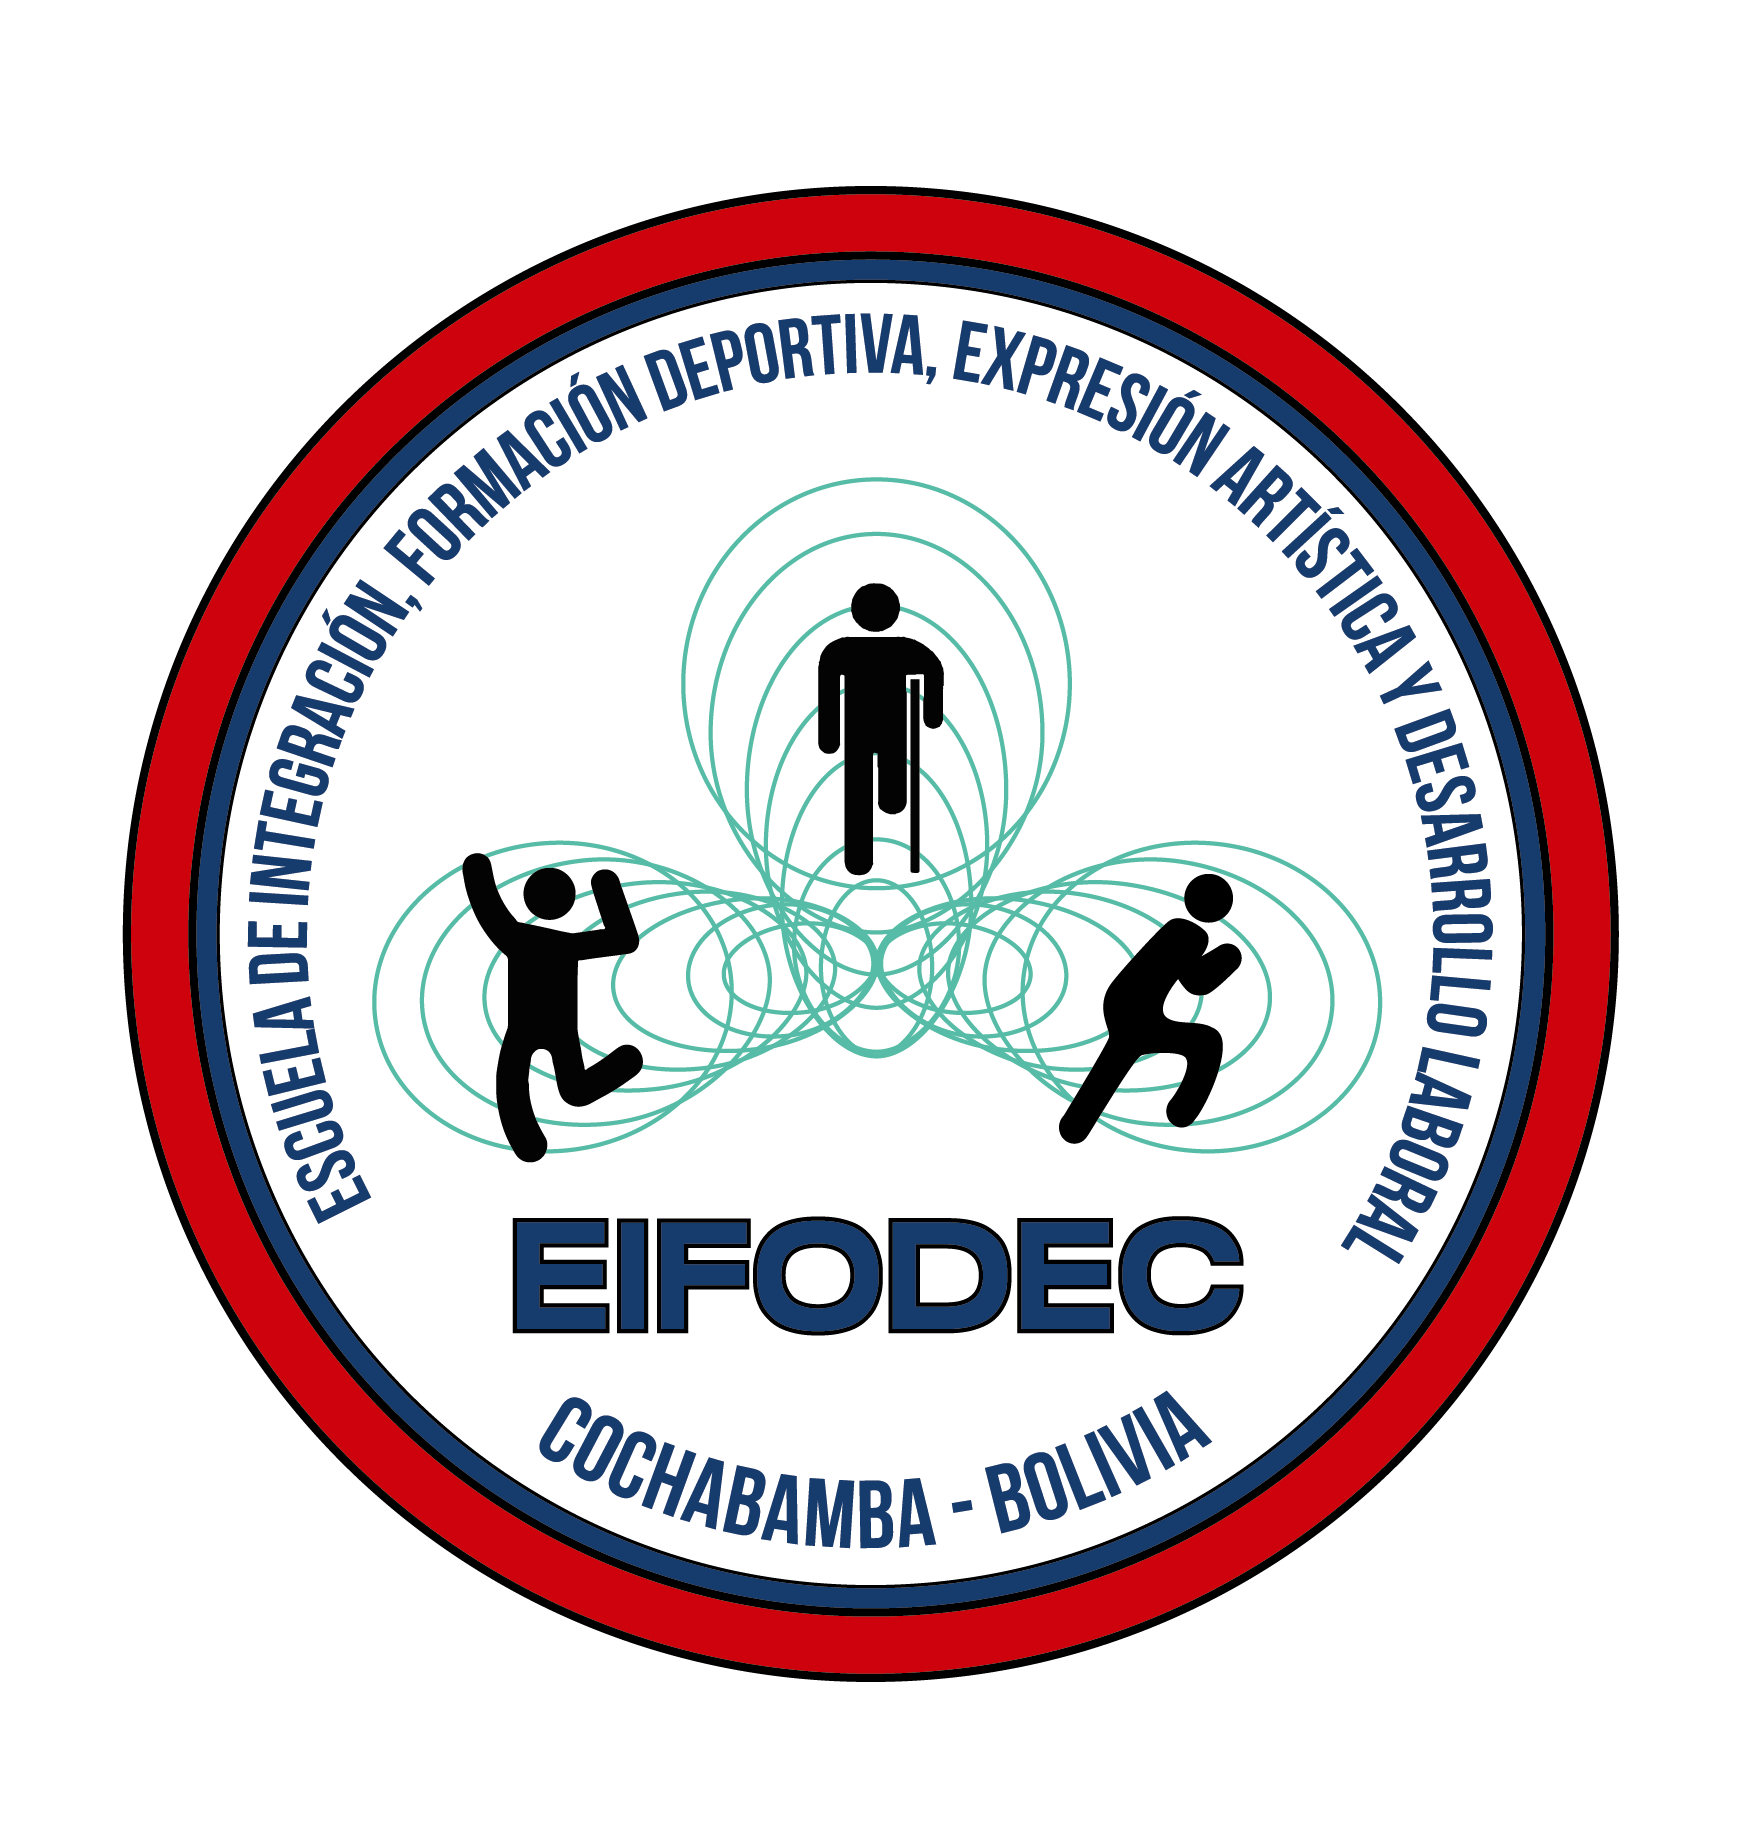 ESCUELA DE INTEGRACIÓN, FORMACIÓN DEPORTIVA, EXPRESIÓN ARTÍSTICA Y DESARROLLO LABORAL
EIFODEC
COCHABAMBA - BOLIVIA